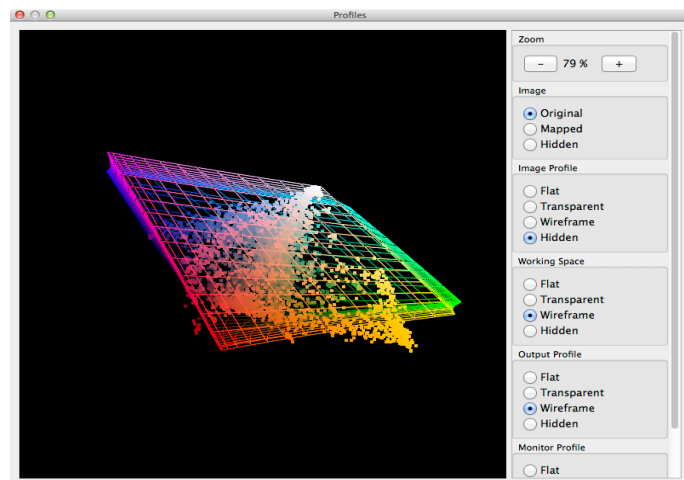 Profiles
Zoom
- 79 % +
Image
Original
Mapped
Hidden
Image Profile
Flat
Transparent
Wireframe
Hidden
Working Space
Flat
Transparent
Wireframe
Hidden
Output Profile
Flat
Transparent
Wireframe
Hidden
Monitor Profile
Flat